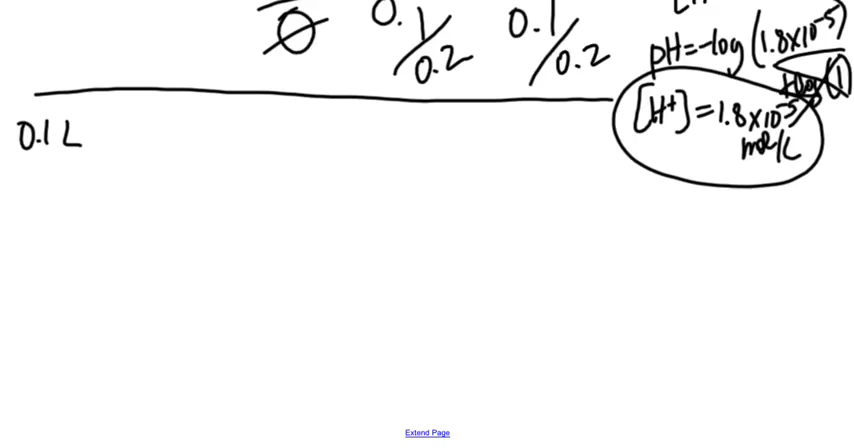 0̸ 0.1/0.2 0.1/0.2
pH=-log(1.8x10⁻⁵)
[H⁺]=1.8x10⁻⁵
mol/L
0.1 L
Extend Page